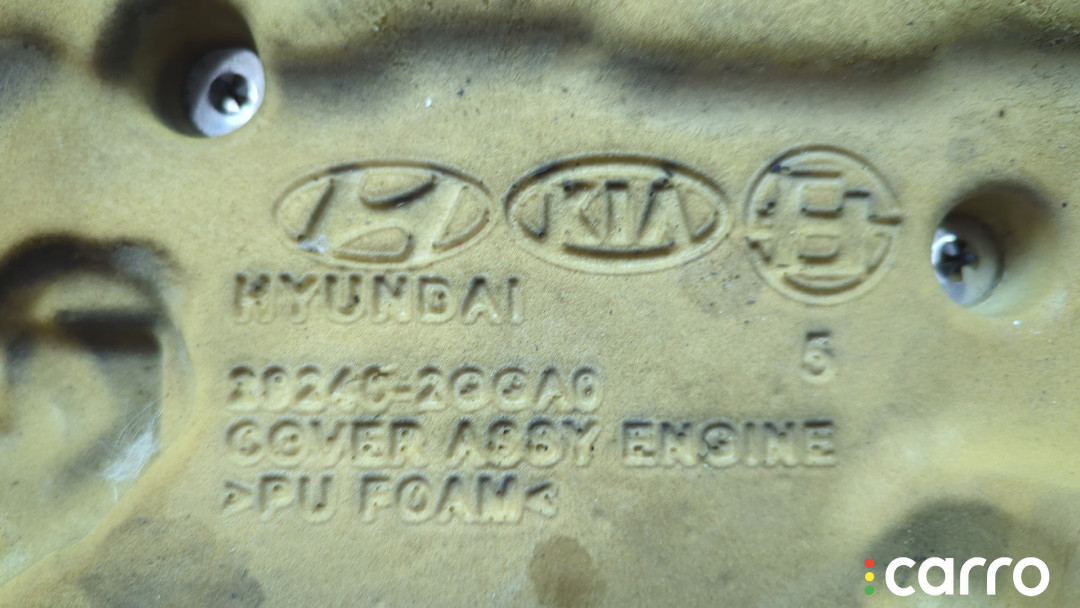 KIA
HYUNDAI
5
COVER ASSY ENGINE
>PU FOAM<
carro